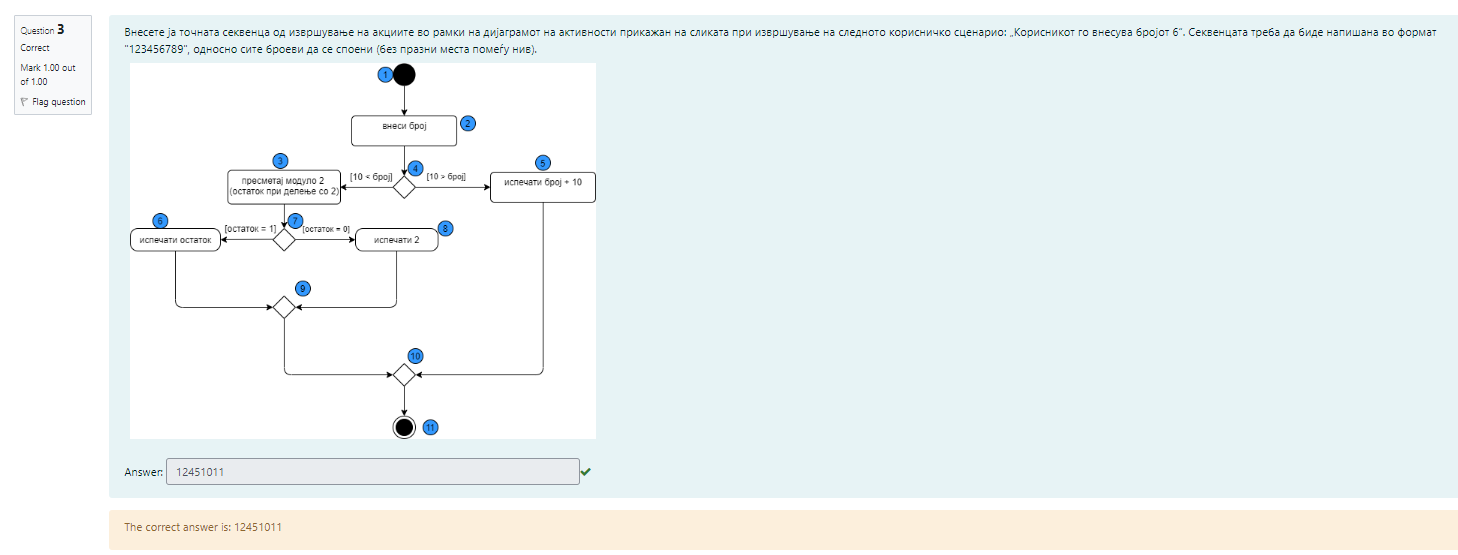 Question 3
Correct
Mark 1.00 out
of 1.00
Flag question
Внесете ја точната секвенца од извршување на акциите во рамки на дијаграмот на активности прикажан на сликата при извршување на следното корисничко сценарио: „Корисникот го внесува бројот 6“. Секвенцата треба да биде напишана во формат
"123456789", односно сите броеви да се споени (без празни места помеѓу нив).
1
внеси број
2
3
4
5
пресметај модуло 2
(остаток при делење со 2)
[10 < број]
[10 > број]
испечати број + 10
6
7
8
[остаток = 1]
[остаток = 0]
испечати остаток
испечати 2
9
10
11
Answer: 12451011
The correct answer is: 12451011